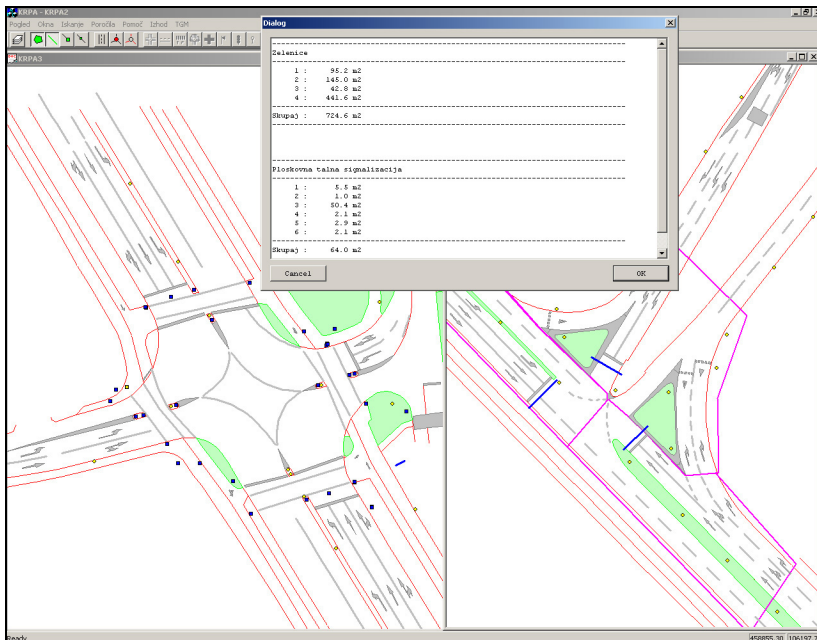 KRPA - KRPA2
Pogled Okna Iskanje Poročila Pomoč Izhod TGM
KRPA3
Dialog
Zelenice
1 : 95.2 m2
2 : 145.0 m2
3 : 42.8 m2
4 : 441.6 m2
Skupaj : 724.6 m2
Ploskovna talna signalizacija
1 : 5.5 m2
2 : 1.0 m2
3 : 50.4 m2
4 : 2.1 m2
5 : 2.9 m2
6 : 2.1 m2
Skupaj : 64.0 m2
Cancel
OK
Ready
458855.30 106197.7